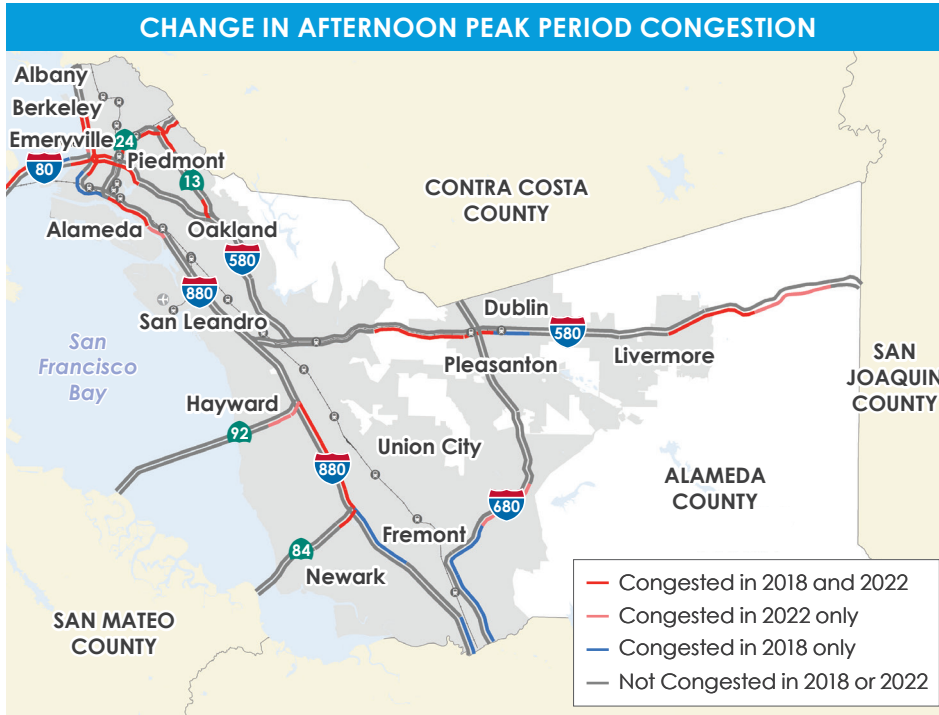 CHANGE IN AFTERNOON PEAK PERIOD CONGESTION
Albany
Berkeley
Emeryville
24
80
Piedmont
13
CONTRA COSTA
COUNTY
Alameda
Oakland
580
880
San Leandro
Dublin
580
San
Francisco
Bay
Pleasanton
Livermore
SAN
JOAQUIN
COUNTY
Hayward
92
Union City
880
ALAMEDA
COUNTY
680
Fremont
84
Newark
SAN MATEO
COUNTY
Congested in 2018 and 2022
Congested in 2022 only
Congested in 2018 only
Not Congested in 2018 or 2022